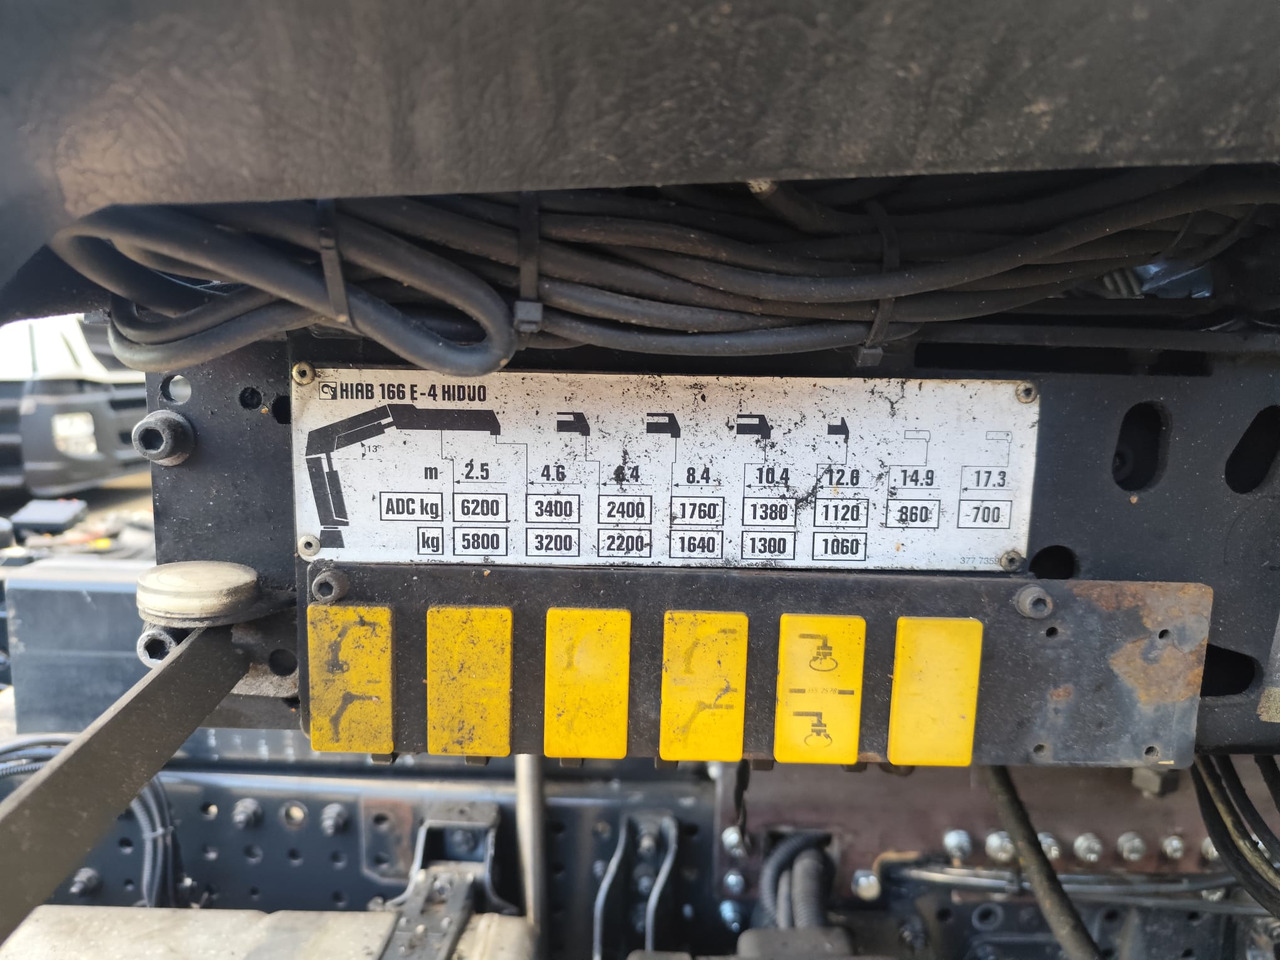 HIAB 166 E-4 HIDUO
13°
m 2.5 4.6 6.4 8.4 10.4 12.8 14.9 17.3
ADC kg 6200 3400 2400 1760 1380 1120 860 700
kg 5800 3200 2200 1640 1300 1060
377 735